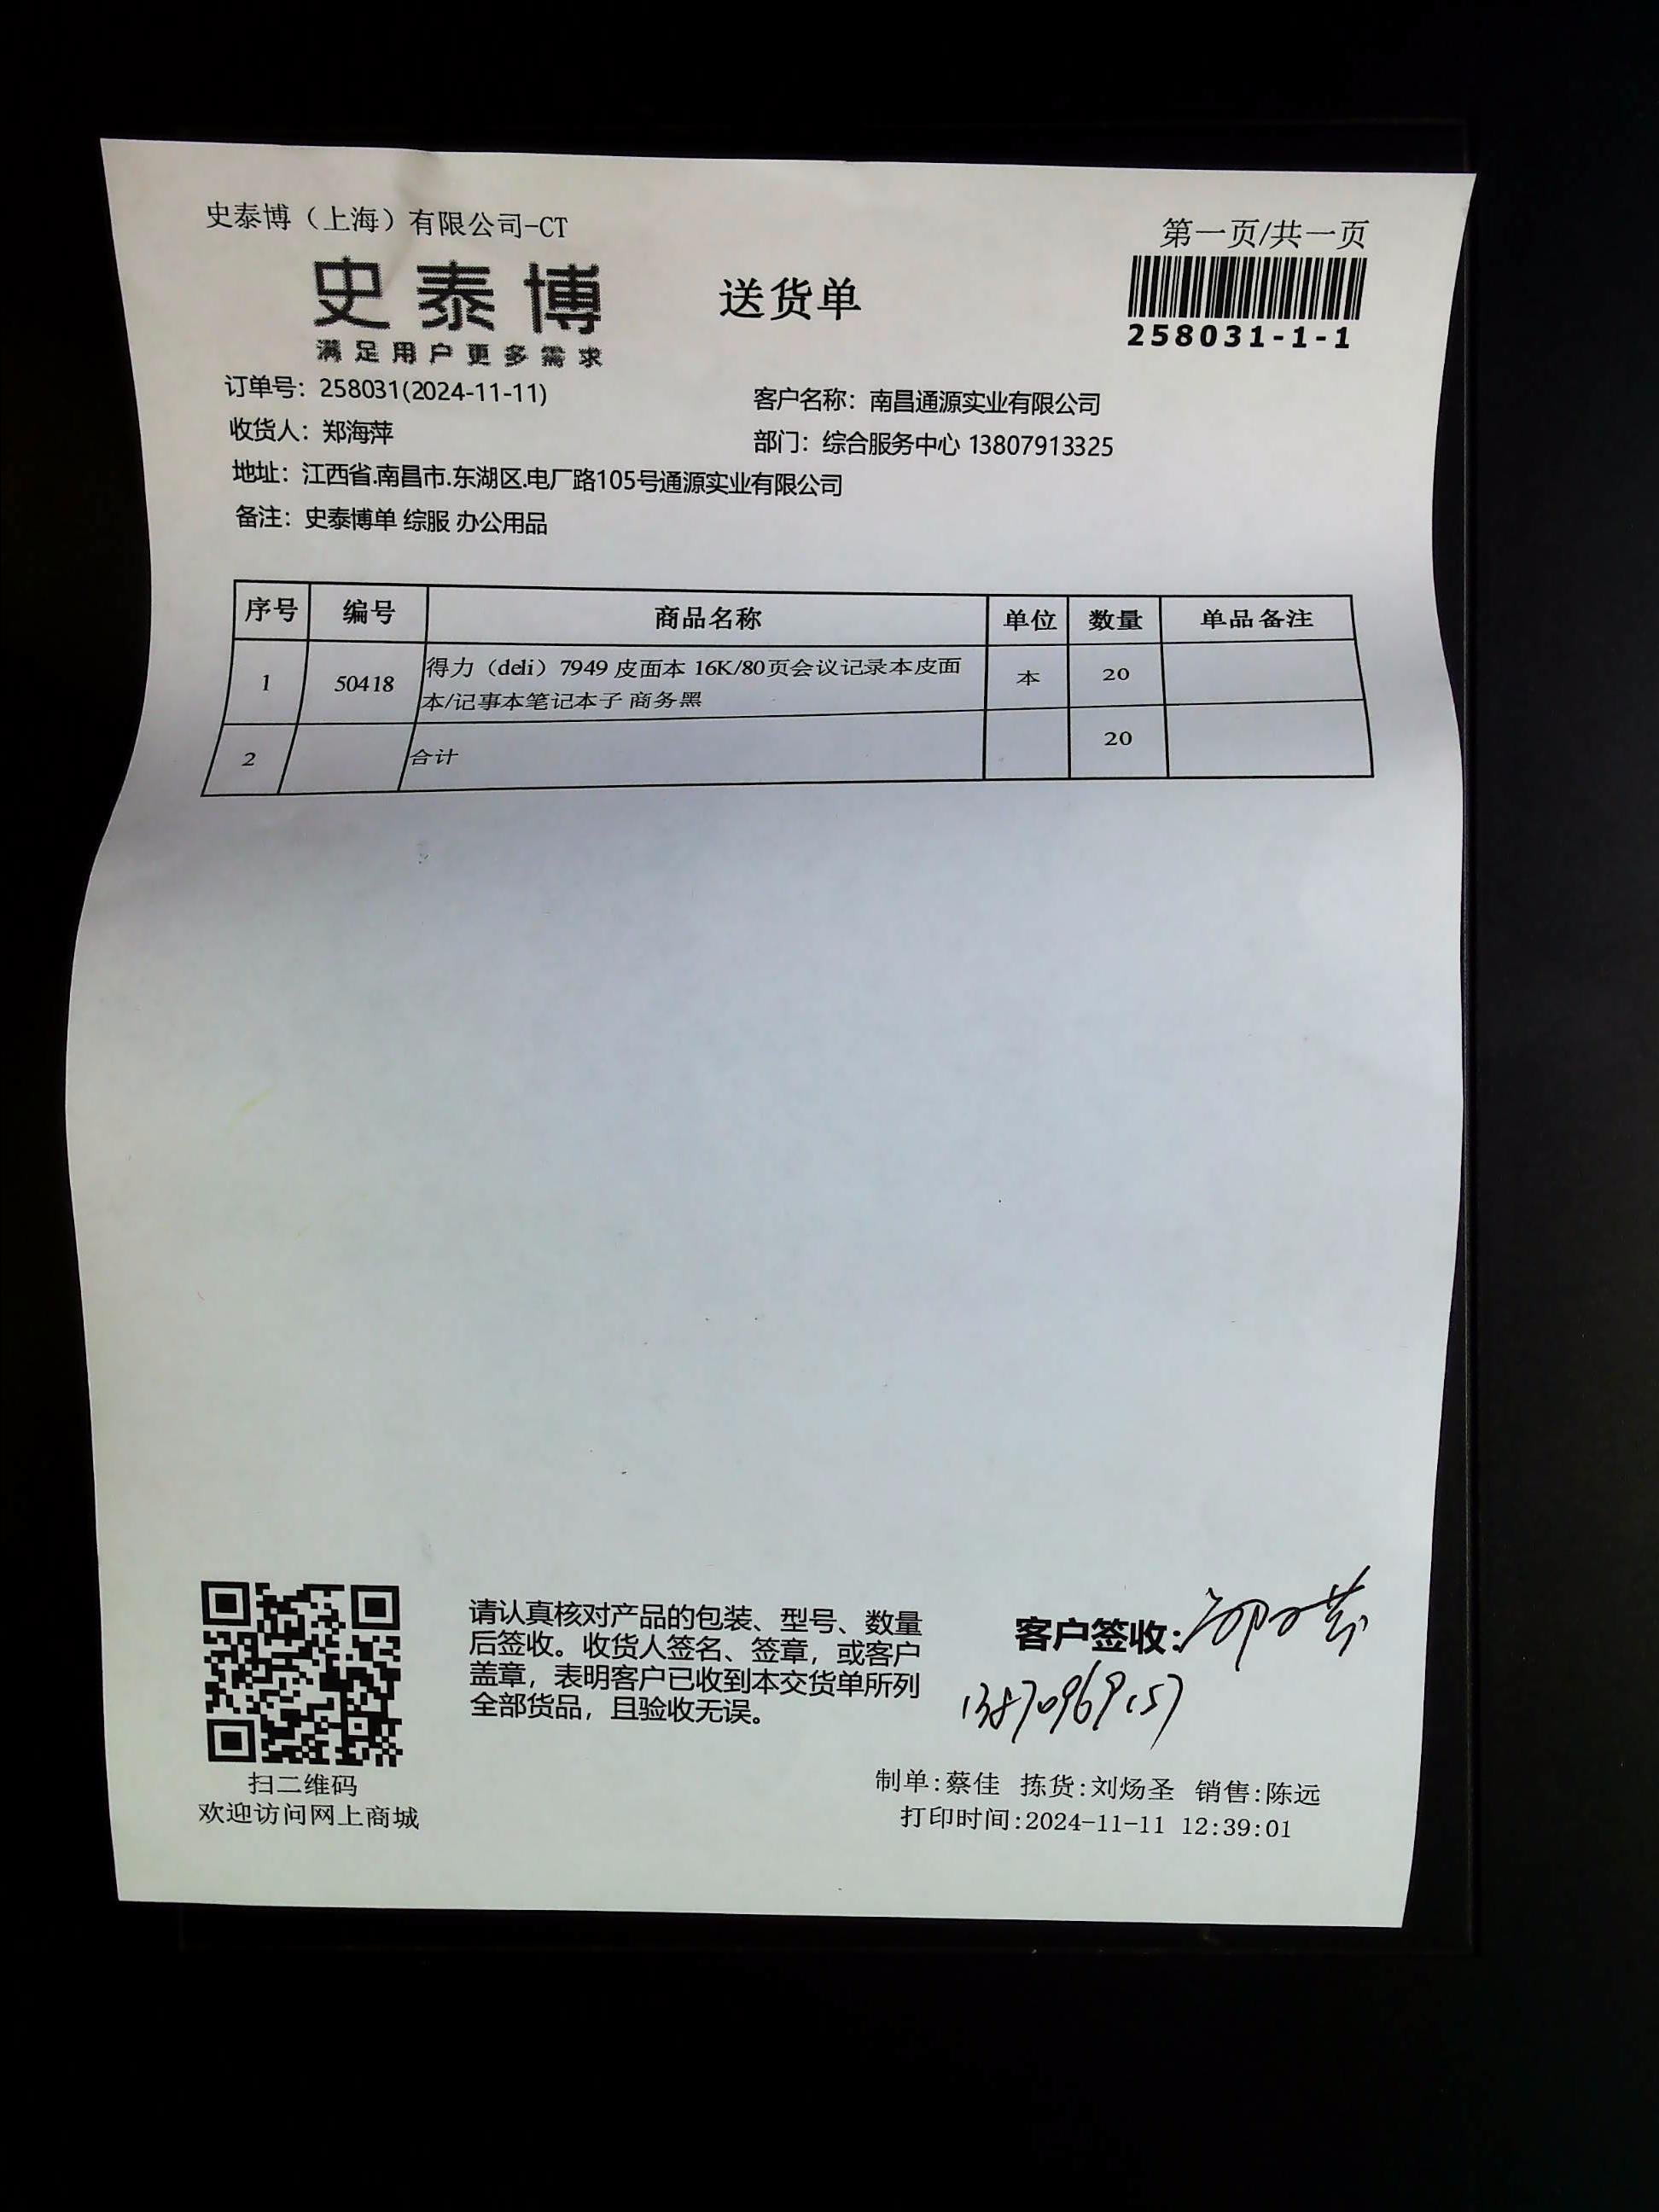 史泰博（上海）有限公司-CT
第一页/共一页
史泰博
满足用户更多需求
送货单
258031-1-1
订单号：258031(2024-11-11)
客户名称：南昌通源实业有限公司
收货人：郑海萍
部门：综合服务中心 13807913325
地址：江西省.南昌市.东湖区.电厂路105号通源实业有限公司
备注：史泰博单 综服 办公用品
序号 编号 商品名称 单位 数量 单品备注
1 50418 得力（deli）7949 皮面本 16K/80页会议记录本皮面 本 20
本/记事本笔记本子 商务黑
2 合计 20
请认真核对产品的包装、型号、数量
后签收。收货人签名、签章，或客户
盖章，表明客户已收到本交货单所列
全部货品，且验收无误。
客户签收：
13870969157
扫二维码
欢迎访问网上商城
制单:蔡佳 拣货:刘炀圣 销售:陈远
打印时间:2024-11-11 12:39:01